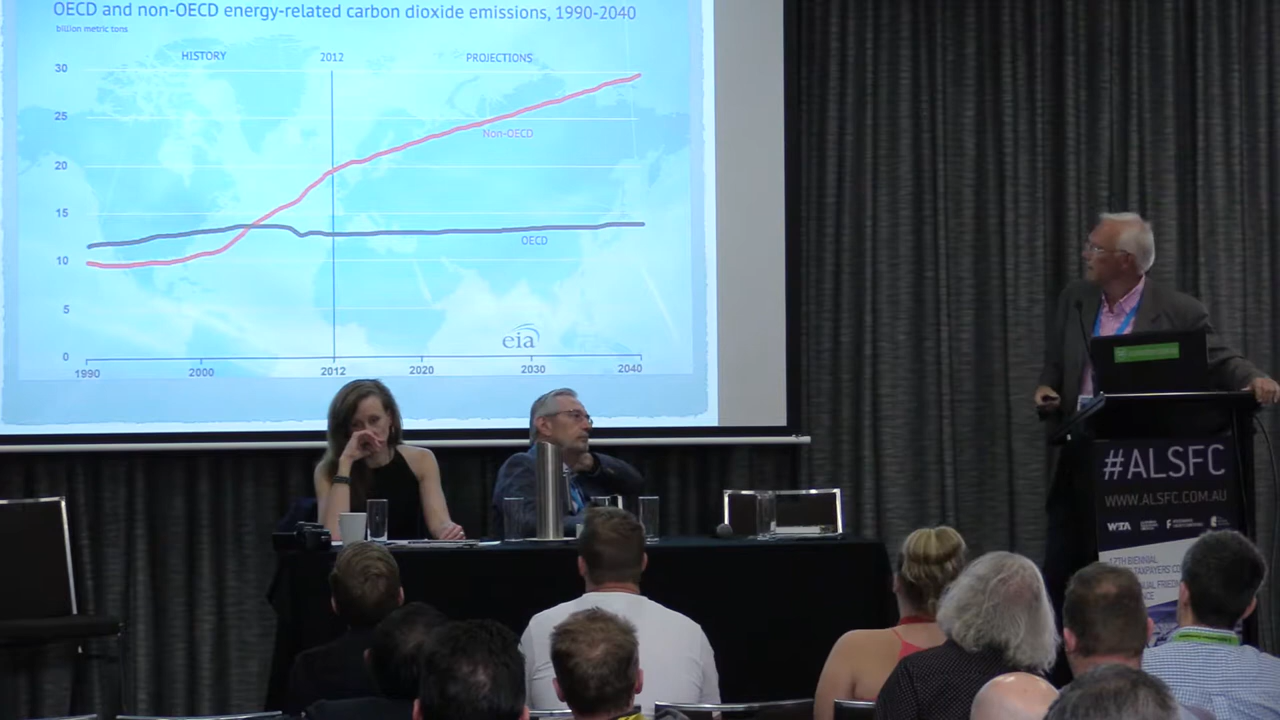 OECD and non-OECD energy-related carbon dioxide emissions, 1990-2040
billion metric tons
HISTORY
2012
PROJECTIONS
30
25
Non-OECD
20
15
OECD
10
5
eia
0
1990
2000
2012
2020
2030
2040
#ALSFC
WWW.ALSFC.COM.AU
17TH BIENNIAL